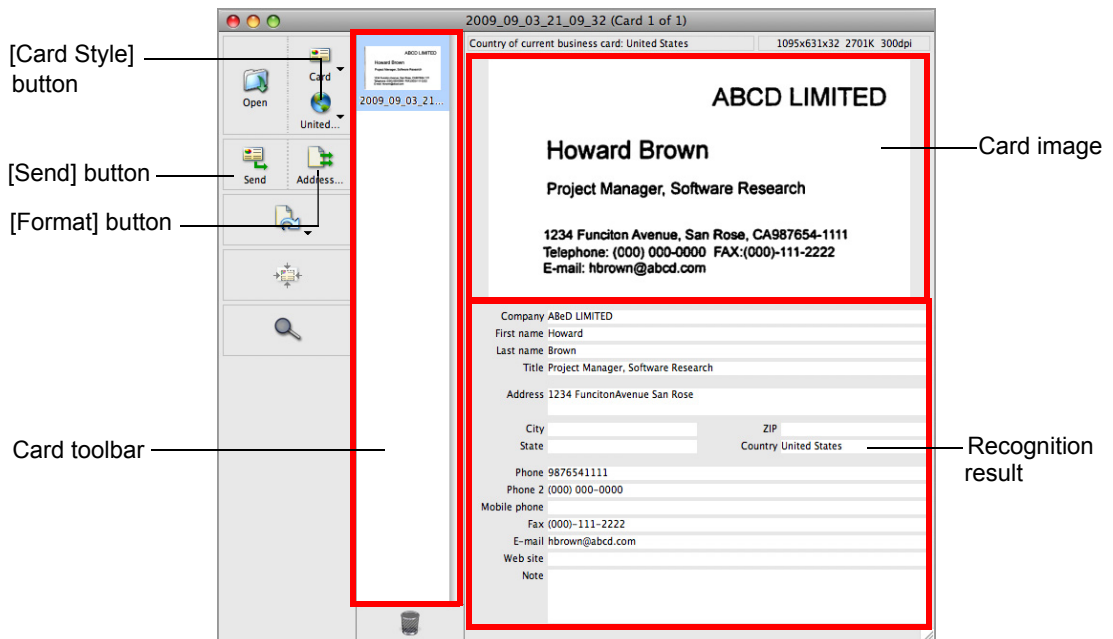 2009_09_03_21_09_32 (Card 1 of 1)
[Card Style]
button
[Send] button
[Format] button
Card toolbar
Open
Card
United...
Send
Address...
ABCD LIMITED
Howard Brown
2009_09_03_21...
Country of current business card: United States 1095x631x32 2701K 300dpi
ABCD LIMITED
Howard Brown
Project Manager, Software Research
1234 Funciton Avenue, San Rose, CA987654-1111
Telephone: (000) 000-0000 FAX:(000)-111-2222
E-mail: hbrown@abcd.com
Card image
Company ABeD LIMITED
First name Howard
Last name Brown
Title Project Manager, Software Research
Address 1234 FuncitonAvenue San Rose
City ZIP
State Country United States
Phone 9876541111
Phone 2 (000) 000-0000
Mobile phone
Fax (000)-111-2222
E-mail hbrown@abcd.com
Web site
Note
Recognition
result